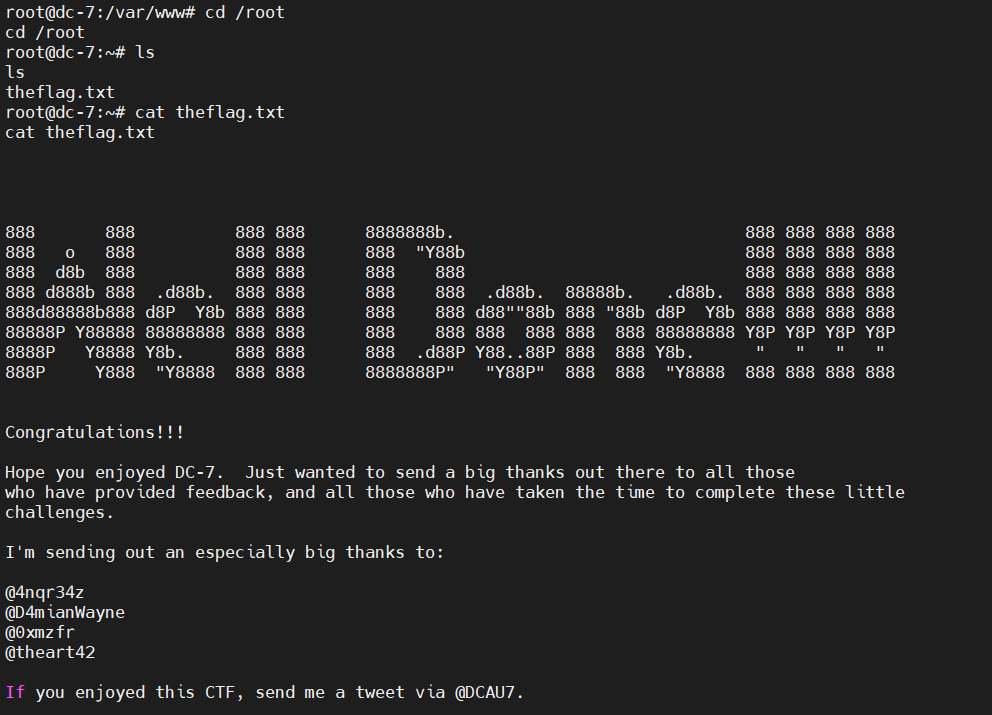 root@dc-7:/var/www# cd /root
cd /root
root@dc-7:~# ls
ls
theflag.txt
root@dc-7:~# cat theflag.txt
cat theflag.txt
888       888         888 888      8888888b.                             888 888 888 888
888   o   888         888 888      888  "Y88b                            888 888 888 888
888  d8b  888         888 888      888    888                            888 888 888 888
888 d888b 888  .d88b.  888 888      888    888  .d88b.  88888b.   .d88b.  888 888 888 888
888d88888b888 d8P  Y8b 888 888      888    888 d88""88b 888 "88b d8P  Y8b 888 888 888 888
88888P Y88888 88888888 888 888      888    888 888  888 888  888 88888888 Y8P Y8P Y8P Y8P
8888P   Y8888 Y8b.     888 888      888  .d88P Y88..88P 888  888 Y8b.      "   "   "   "
888P     Y888  "Y8888  888 888      8888888P"   "Y88P"  888  888  "Y8888  888 888 888 888
Congratulations!!!
Hope you enjoyed DC-7.  Just wanted to send a big thanks out there to all those
who have provided feedback, and all those who have taken the time to complete these little
challenges.
I'm sending out an especially big thanks to:
@4nqr34z
@D4mianWayne
@0xmzfr
@theart42
If you enjoyed this CTF, send me a tweet via @DCAU7.